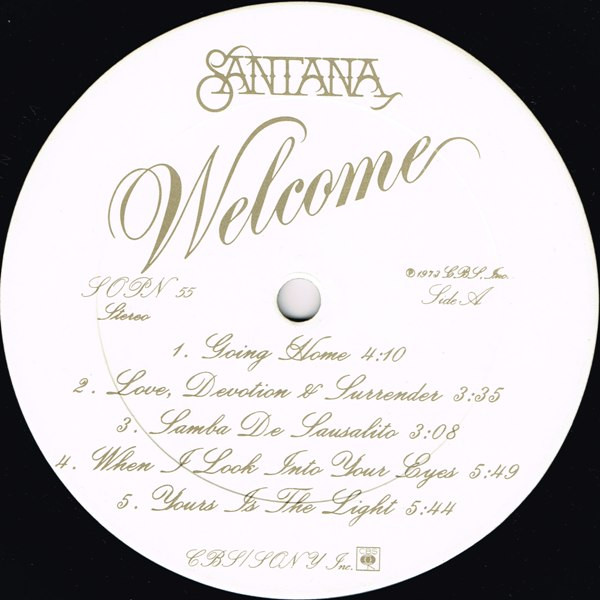 SANTANA
Welcome
SOPN 55
Stereo
℗ 1973 CBS, Inc.
Side A
1. Going Home 4:10
2. Love, Devotion & Surrender 3:35
3. Samba De Sausalito 3:08
4. When I Look Into Your Eyes 5:49
5. Yours Is The Light 5:44
CBS/SONY Inc.
CBS